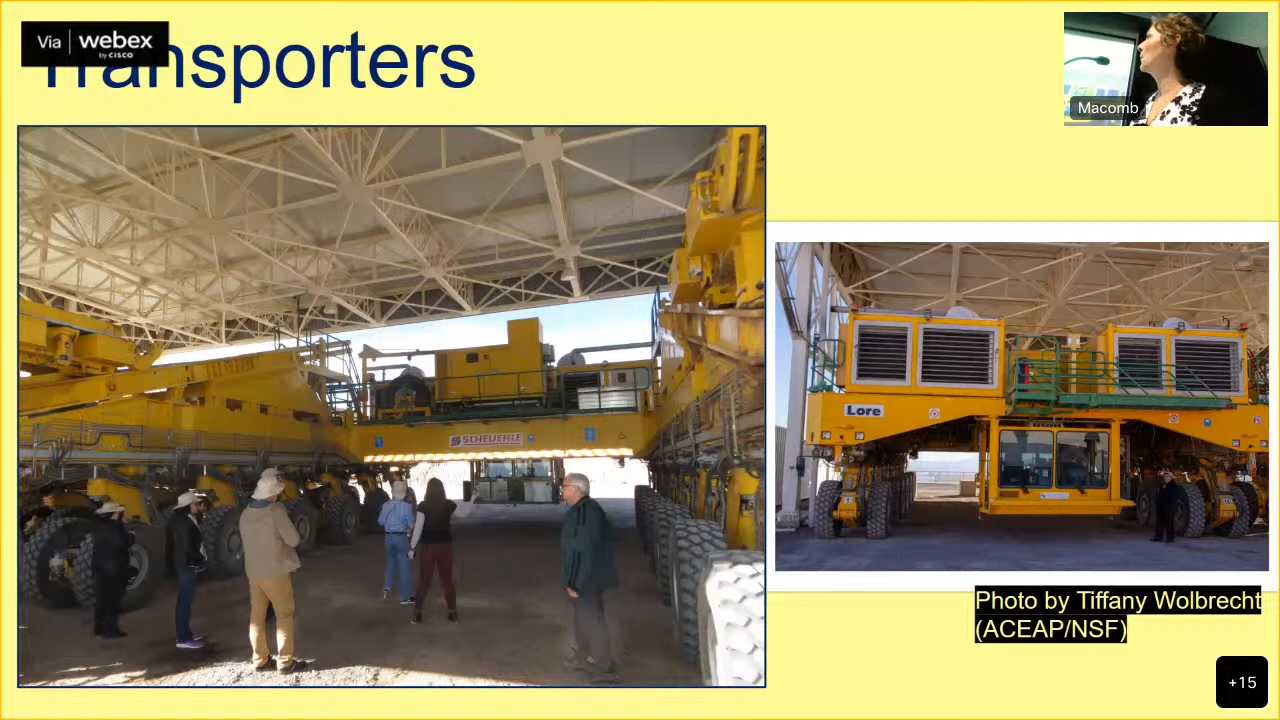 Via webex
by CISCO
Transporters
Macomb
SCHEUERLE
Lore
Photo by Tiffany Wolbrecht
(ACEAP/NSF)
+15